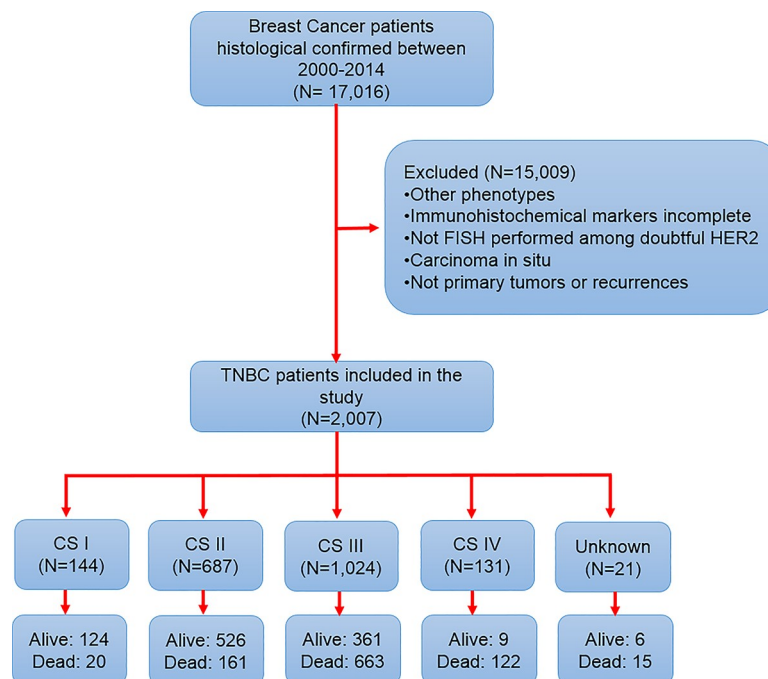 Breast Cancer patients
histological confirmed between
2000-2014
(N= 17,016)
Excluded (N=15,009)
•Other phenotypes
•Immunohistochemical markers incomplete
•Not FISH performed among doubtful HER2
•Carcinoma in situ
•Not primary tumors or recurrences
TNBC patients included in the
study
(N=2,007)
CS I
(N=144)
CS II
(N=687)
CS III
(N=1,024)
CS IV
(N=131)
Unknown
(N=21)
Alive: 124
Dead: 20
Alive: 526
Dead: 161
Alive: 361
Dead: 663
Alive: 9
Dead: 122
Alive: 6
Dead: 15